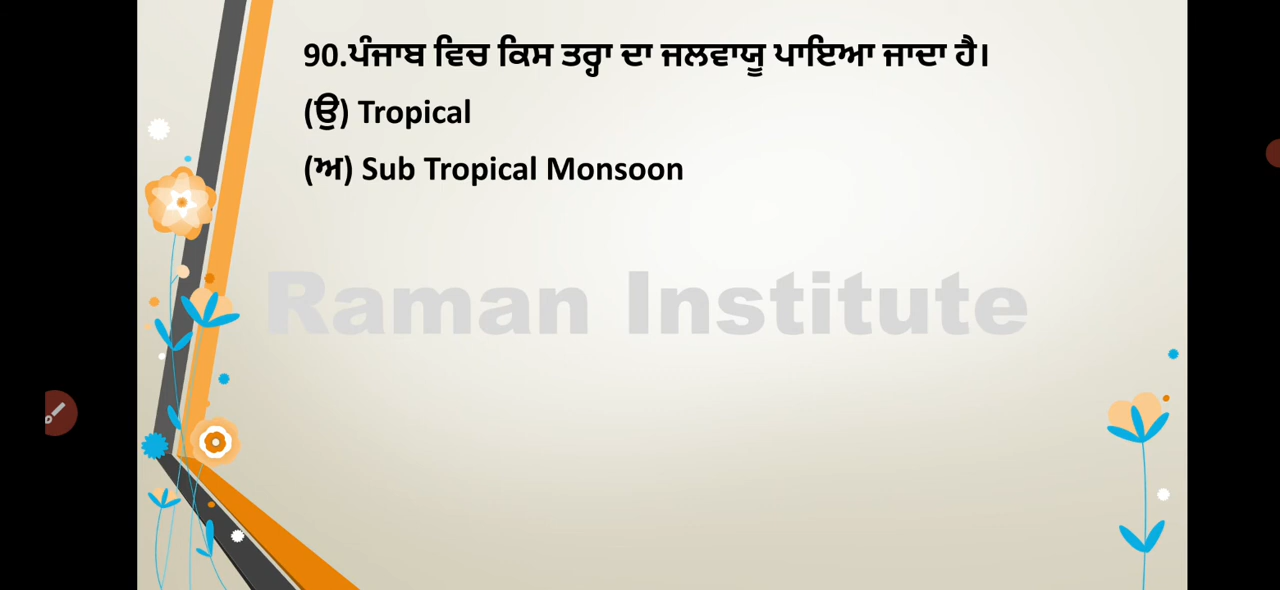 90.ਪੰਜਾਬ ਵਿਚ ਕਿਸ ਤਰ੍ਹਾ ਦਾ ਜਲਵਾਯੂ ਪਾਇਆ ਜਾਦਾ ਹੈ।
(ਉ) Tropical
(ਅ) Sub Tropical Monsoon
Raman Institute